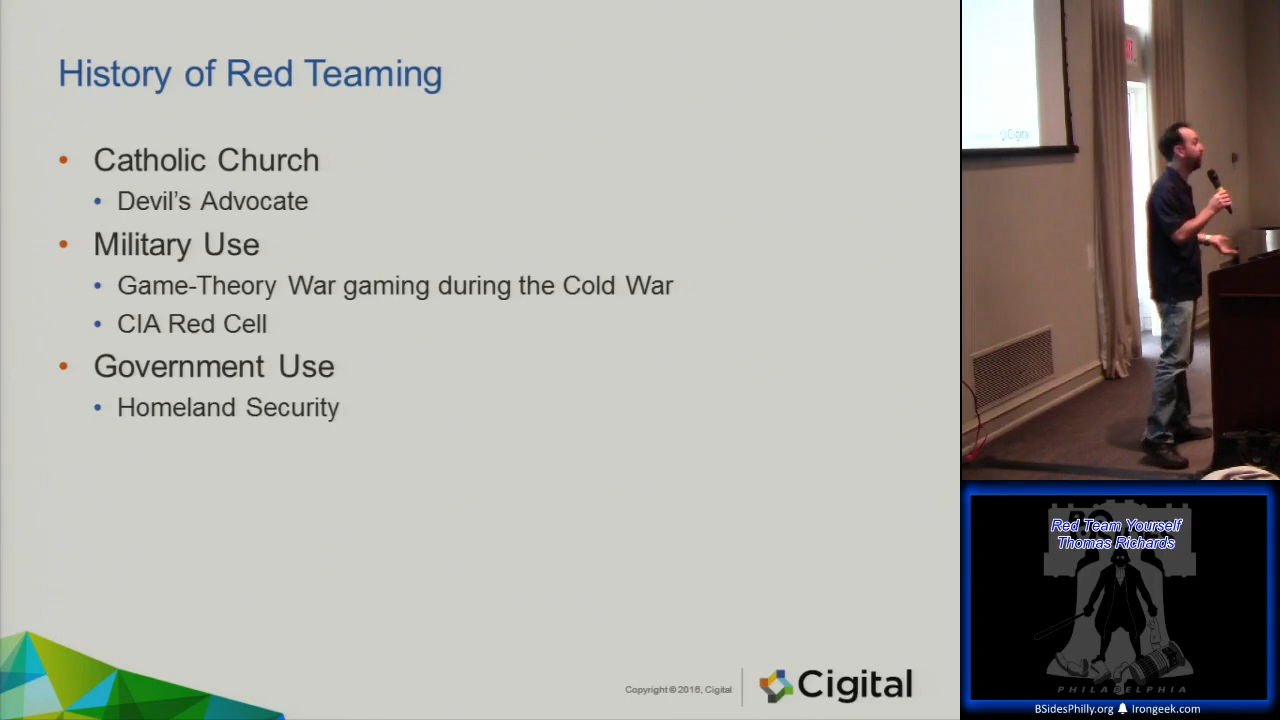 History of Red Teaming
• Catholic Church
• Devil's Advocate
• Military Use
• Game-Theory War gaming during the Cold War
• CIA Red Cell
• Government Use
• Homeland Security
Copyright © 2016, Cigital
Cigital
Red Team Yourself
Thomas Richards
PHILADELPHIA
BSidesPhilly.org Irongeek.com